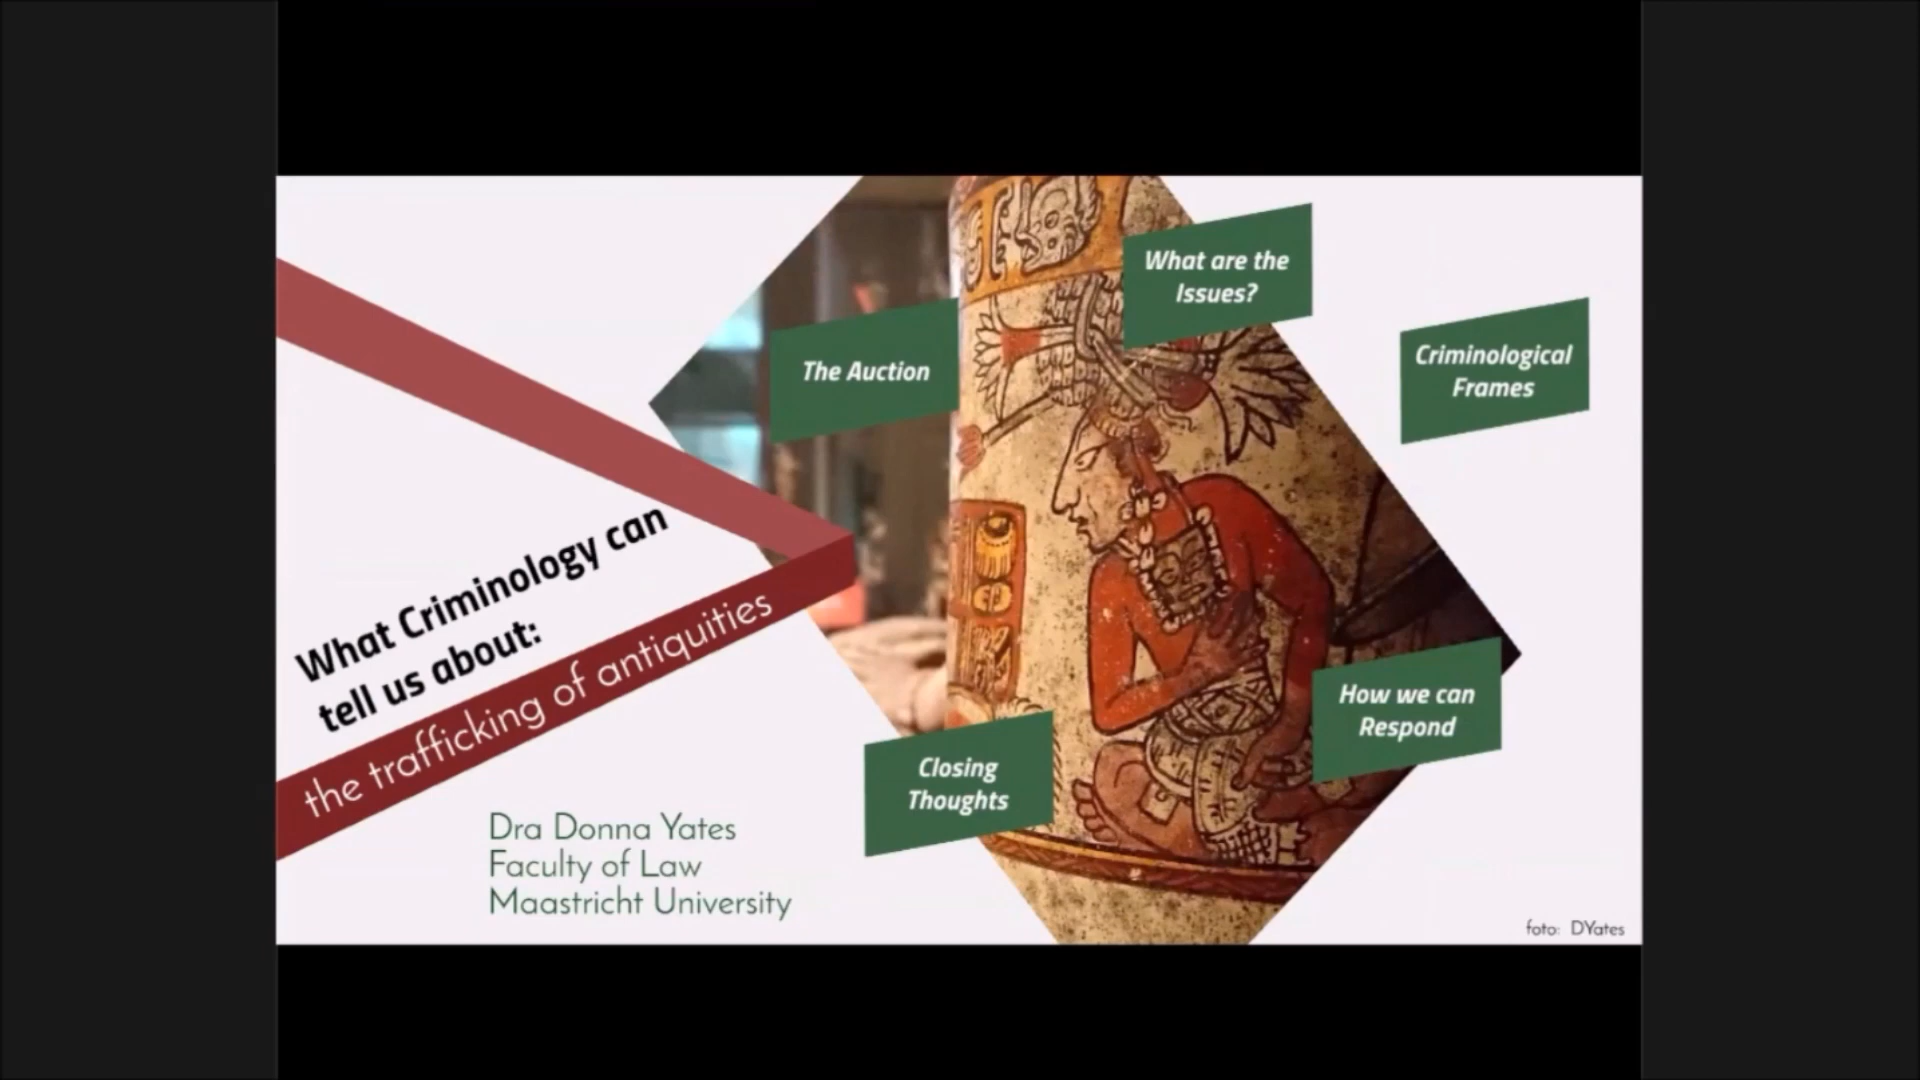 What Criminology can
tell us about:
the trafficking of antiquities
Dra Donna Yates
Faculty of Law
Maastricht University
The Auction
What are the
Issues?
Criminological
Frames
How we can
Respond
Closing
Thoughts
foto: DYates